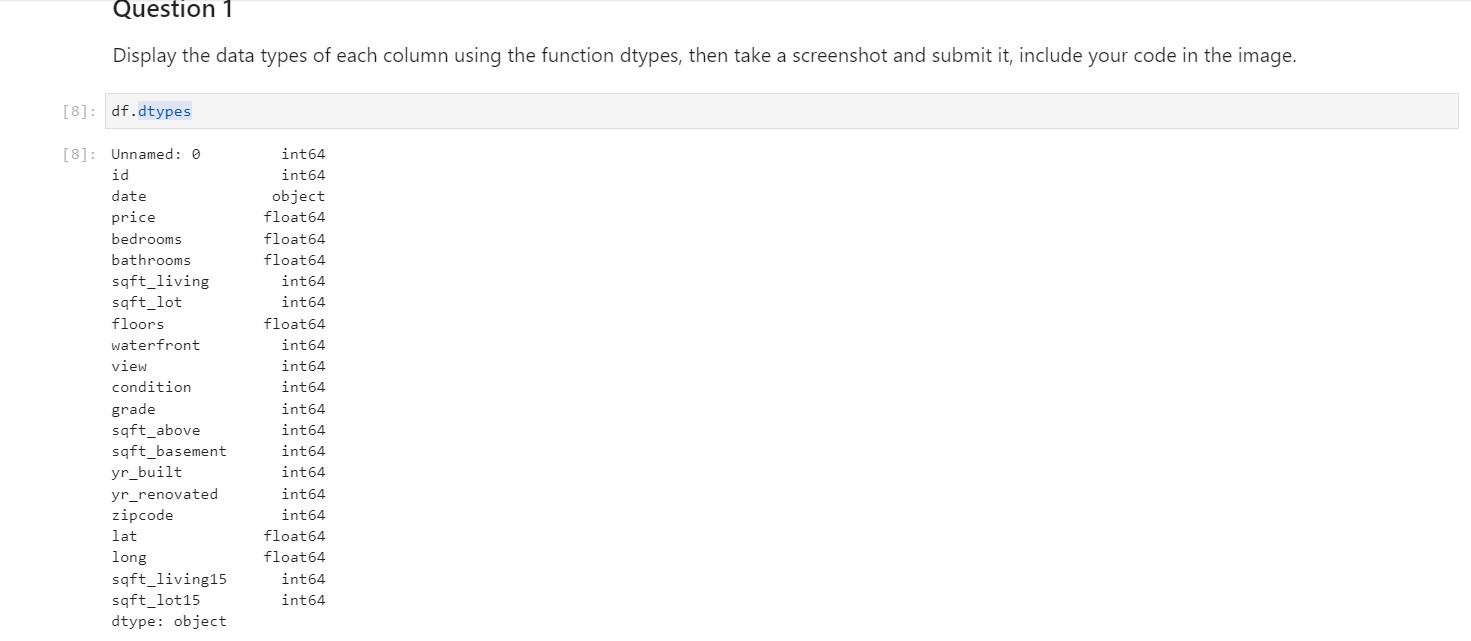 Question 1
Display the data types of each column using the function dtypes, then take a screenshot and submit it, include your code in the image.
[8]: df.dtypes
[8]: Unnamed: 0 int64
id int64
date object
price float64
bedrooms float64
bathrooms float64
sqft_living int64
sqft_lot int64
floors float64
waterfront int64
view int64
condition int64
grade int64
sqft_above int64
sqft_basement int64
yr_built int64
yr_renovated int64
zipcode int64
lat float64
long float64
sqft_living15 int64
sqft_lot15 int64
dtype: object